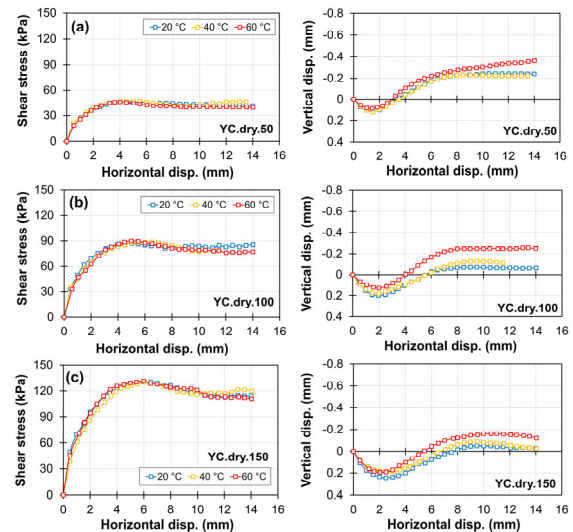 (a)
20 °C 40 °C 60 °C
Shear stress (kPa)
150
120
90
60
30
0
0 2 4 6 8 10 12 14 16
YC.dry.50
Horizontal disp. (mm)
Vertical disp. (mm)
-0.8
-0.6
-0.4
-0.2
0
0.2
0.4
0 2 4 6 8 10 12 14 16
YC.dry.50
Horizontal disp. (mm)
(b)
20 °C 40 °C 60 °C
Shear stress (kPa)
150
120
90
60
30
0
0 2 4 6 8 10 12 14 16
YC.dry.100
Horizontal disp. (mm)
Vertical disp. (mm)
-0.8
-0.6
-0.4
-0.2
0
0.2
0.4
0 2 4 6 8 10 12 14 16
YC.dry.100
Horizontal disp. (mm)
(c)
Shear stress (kPa)
150
120
90
60
30
0
0 2 4 6 8 10 12 14 16
YC.dry.150
20 °C 40 °C 60 °C
Horizontal disp. (mm)
Vertical disp. (mm)
-0.8
-0.6
-0.4
-0.2
0
0.2
0.4
0 2 4 6 8 10 12 14 16
YC.dry.150
Horizontal disp. (mm)